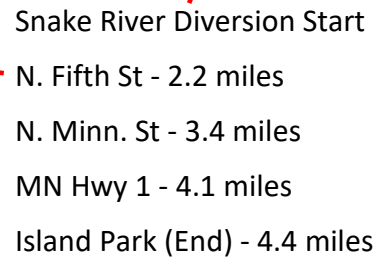 Snake River Diversion Start
N. Fifth St - 2.2 miles
N. Minn. St - 3.4 miles
MN Hwy 1 - 4.1 miles
Island Park (End) - 4.4 miles